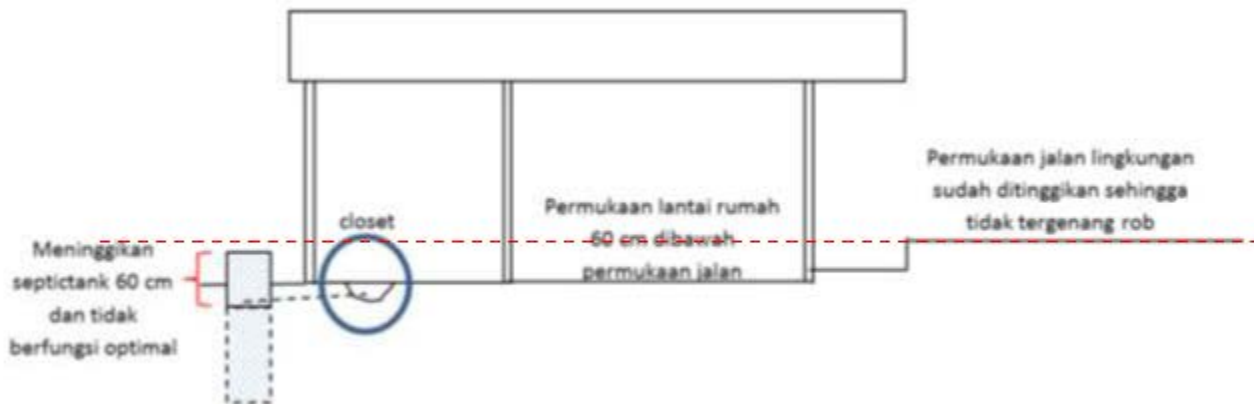 Permukaan jalan lingkungan
sudah ditinggikan sehingga
tidak tergenang rob
Permukaan lantai rumah
60 cm dibawah
permukaan jalan
closet
Meninggikan
septictank 60 cm
dan tidak
berfungsi optimal